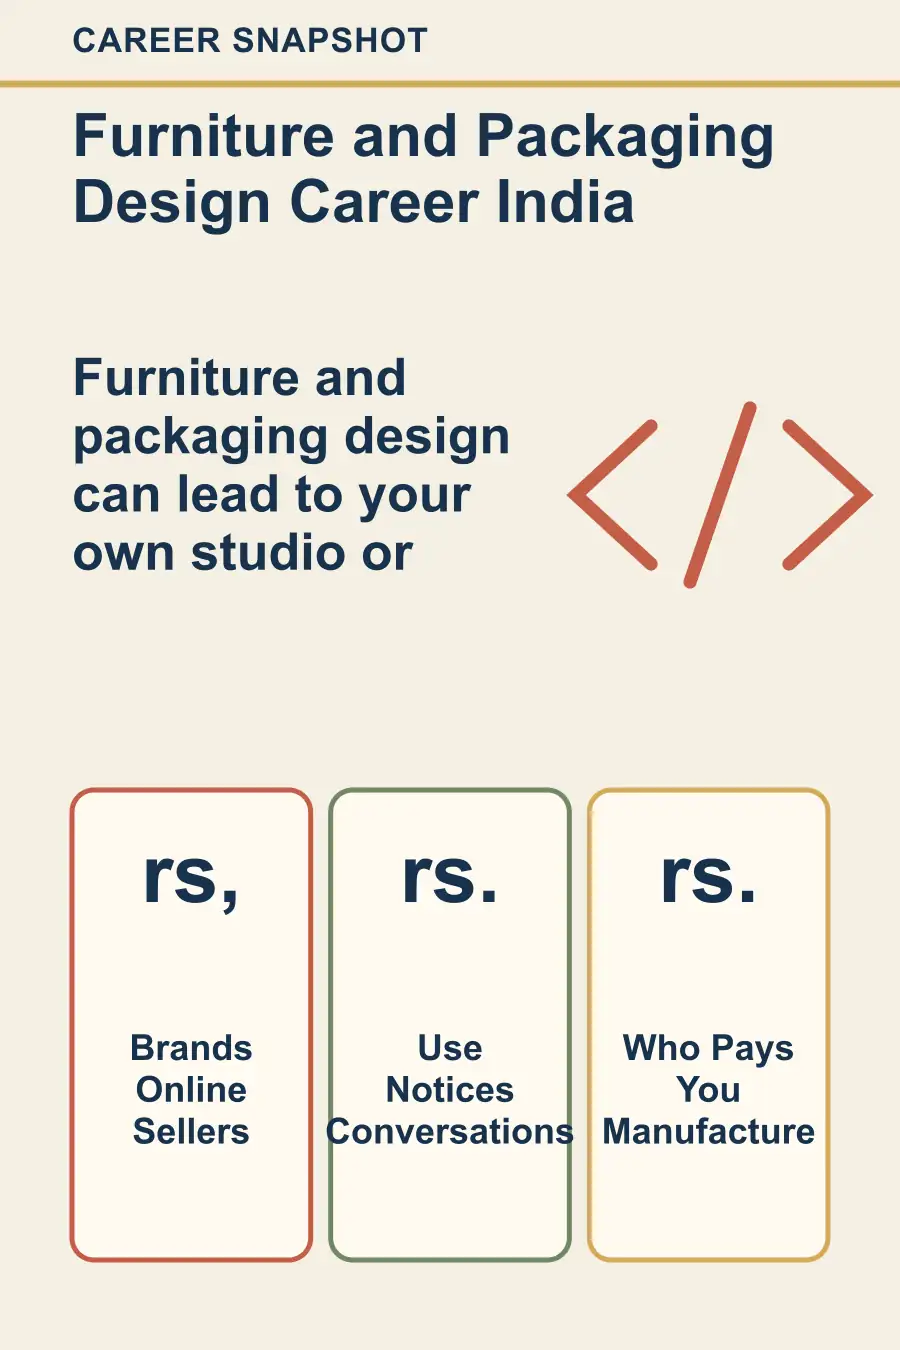 CAREER SNAPSHOT
Furniture and Packaging
Design Career India
Furniture and
packaging design
can lead to your
own studio or
rs,
Brands
Online
Sellers
rs.
Use
Notices
Conversations
rs.
Who Pays
You
Manufacture